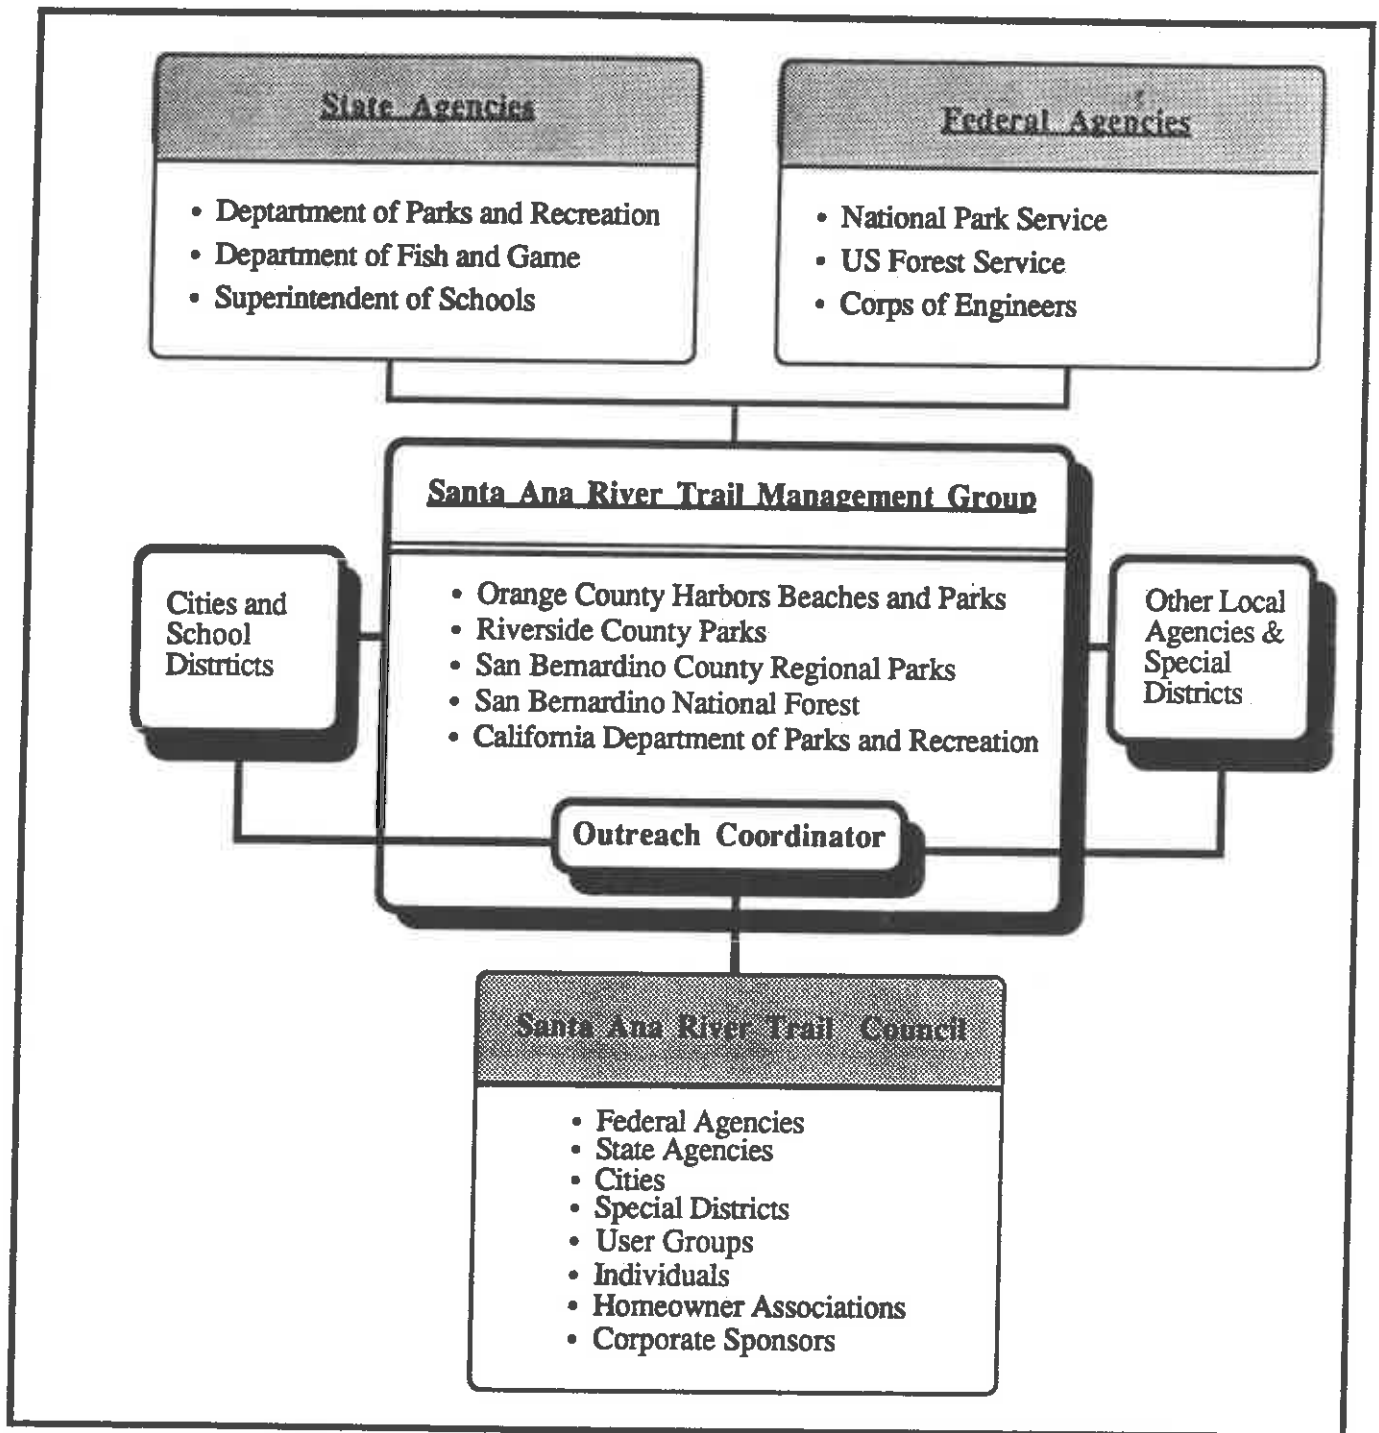 State Agencies
• Deptartment of Parks and Recreation
• Department of Fish and Game
• Superintendent of Schools
Federal Agencies
• National Park Service
• US Forest Service
• Corps of Engineers
Santa Ana River Trail Management Group
• Orange County Harbors Beaches and Parks
• Riverside County Parks
• San Bernardino County Regional Parks
• San Bernardino National Forest
• California Department of Parks and Recreation
Cities and
School
Distrticts
Other Local
Agencies &
Special
Districts
Outreach Coordinator
Santa Ana River Trail Council
• Federal Agencies
• State Agencies
• Cities
• Special Districts
• User Groups
• Individuals
• Homeowner Associations
• Corporate Sponsors